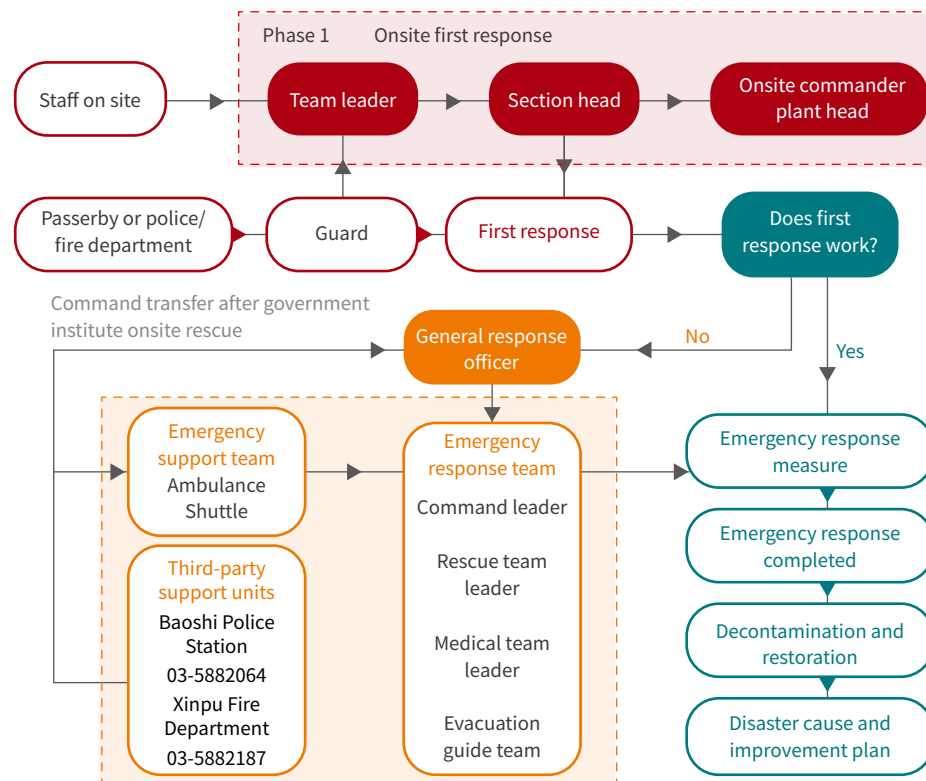 Phase 1 Onsite first response
Staff on site
Team leader
Section head
Onsite commander
plant head
Passerby or police/
fire department
Guard
First response
Does first
response work?
Command transfer after government
institute onsite rescue
General response
officer
No
Yes
Emergency
support team
Ambulance
Shuttle
Third-party
support units
Baoshi Police
Station
03-5882064
Xinpu Fire
Department
03-5882187
Emergency
response team
Command leader
Rescue team
leader
Medical team
leader
Evacuation
guide team
Emergency response
measure
Emergency response
completed
Decontamination and
restoration
Disaster cause and
improvement plan